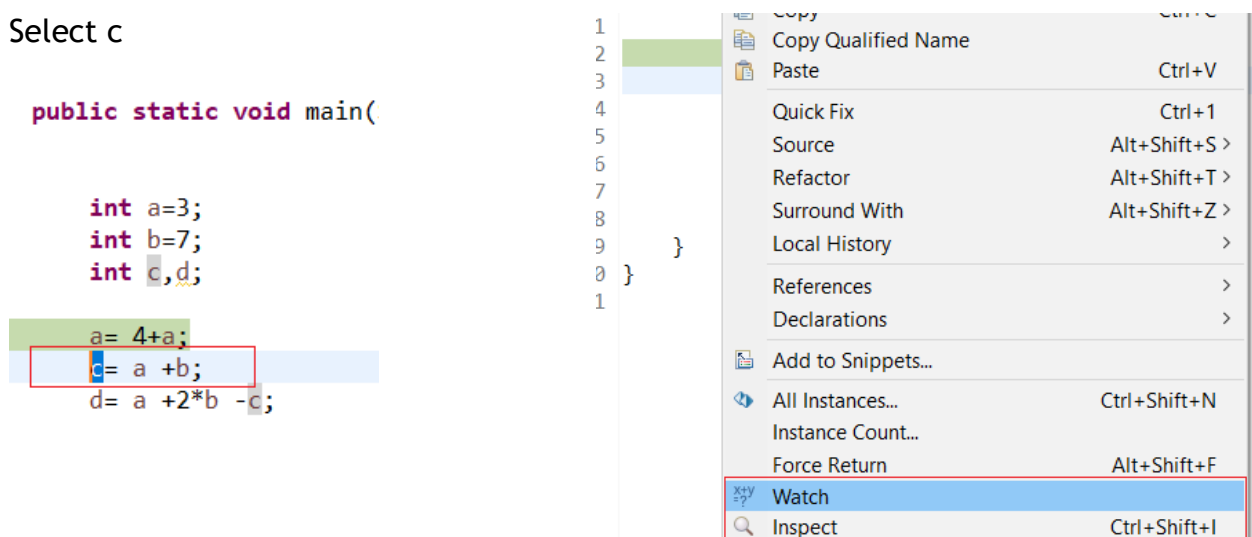 Select c
public static void main(
int a=3;
int b=7;
int c,d;
a= 4+a;
c= a +b;
d= a +2*b -c;
1
2
3
4
5
6
7
8
9 }
0 }
1
Copy Ctrl+C
Copy Qualified Name
Paste Ctrl+V
Quick Fix Ctrl+1
Source Alt+Shift+S >
Refactor Alt+Shift+T >
Surround With Alt+Shift+Z >
Local History >
References >
Declarations >
Add to Snippets...
All Instances... Ctrl+Shift+N
Instance Count...
Force Return Alt+Shift+F
x+y =? Watch
Inspect Ctrl+Shift+I